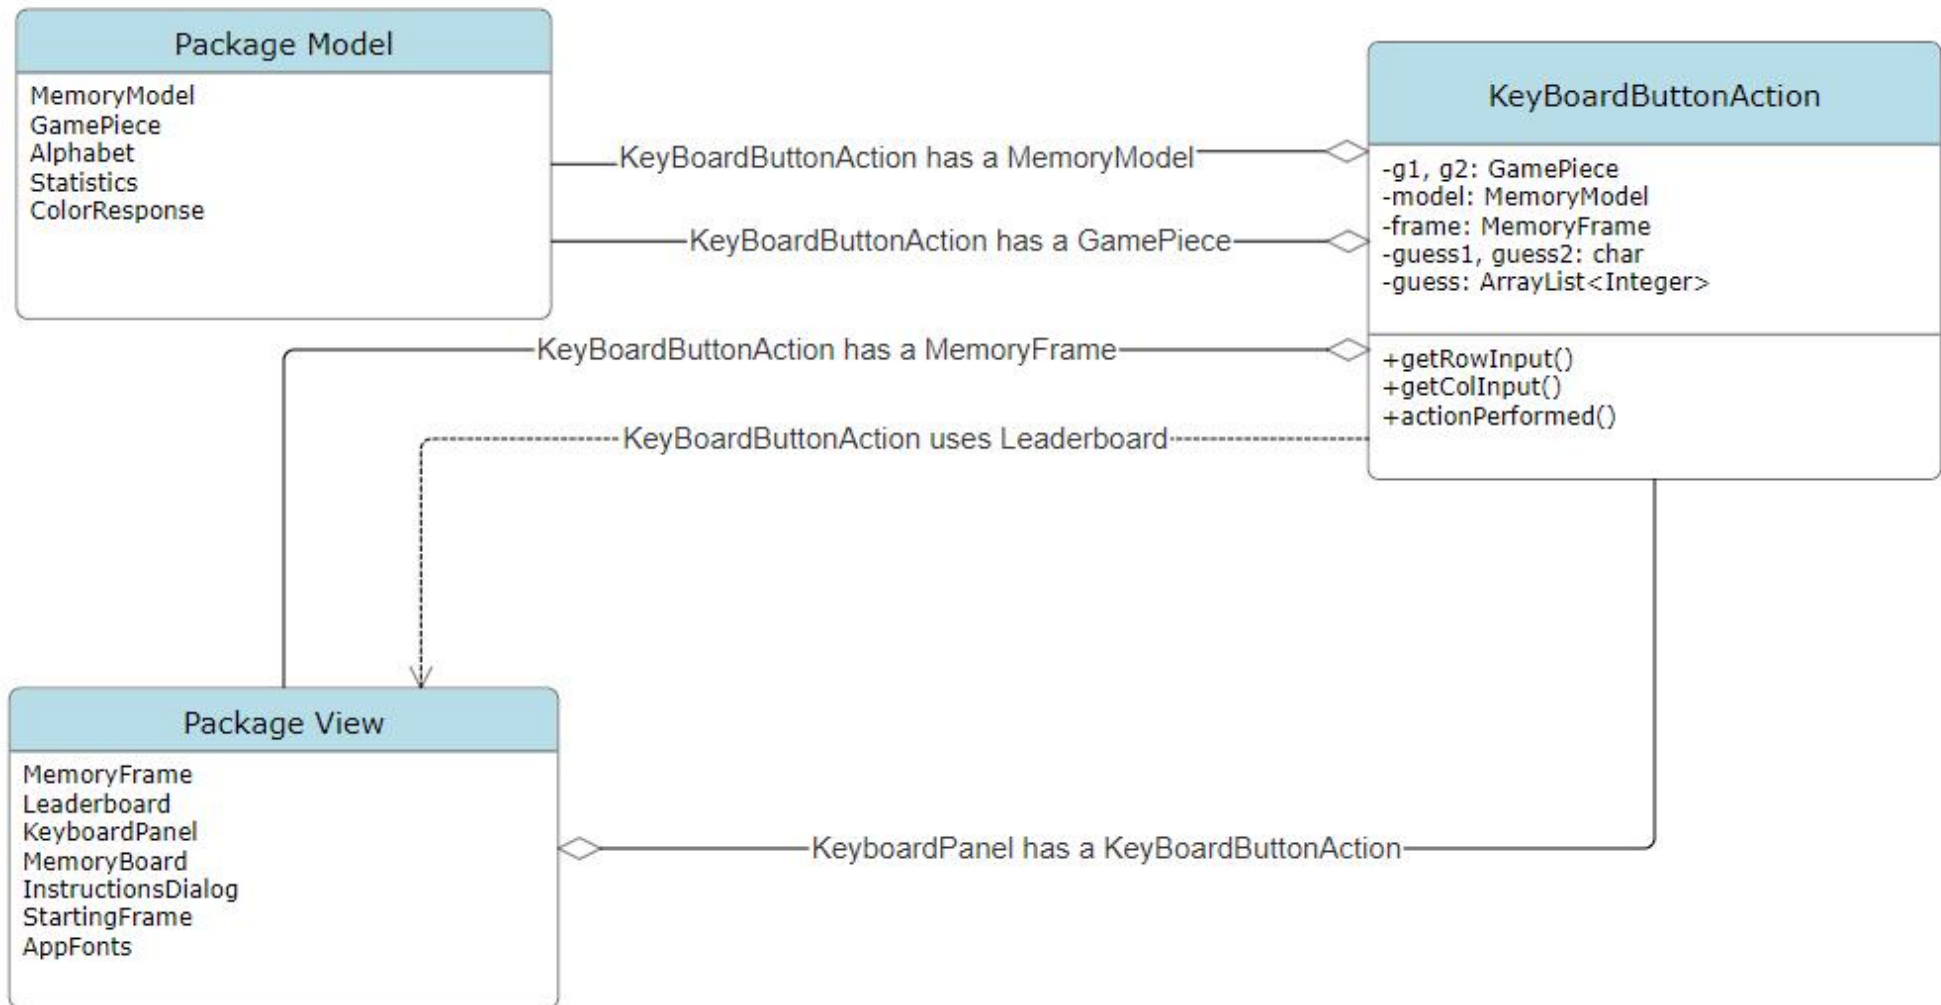 Package Model
MemoryModel
GamePiece
Alphabet
Statistics
ColorResponse
KeyBoardButtonAction
-g1, g2: GamePiece
-model: MemoryModel
-frame: MemoryFrame
-guess1, guess2: char
-guess: ArrayList<Integer>
+getRowInput()
+getColInput()
+actionPerformed()
KeyBoardButtonAction has a MemoryModel
KeyBoardButtonAction has a GamePiece
KeyBoardButtonAction has a MemoryFrame
KeyBoardButtonAction uses Leaderboard
Package View
MemoryFrame
Leaderboard
KeyboardPanel
MemoryBoard
InstructionsDialog
StartingFrame
AppFonts
KeyboardPanel has a KeyBoardButtonAction